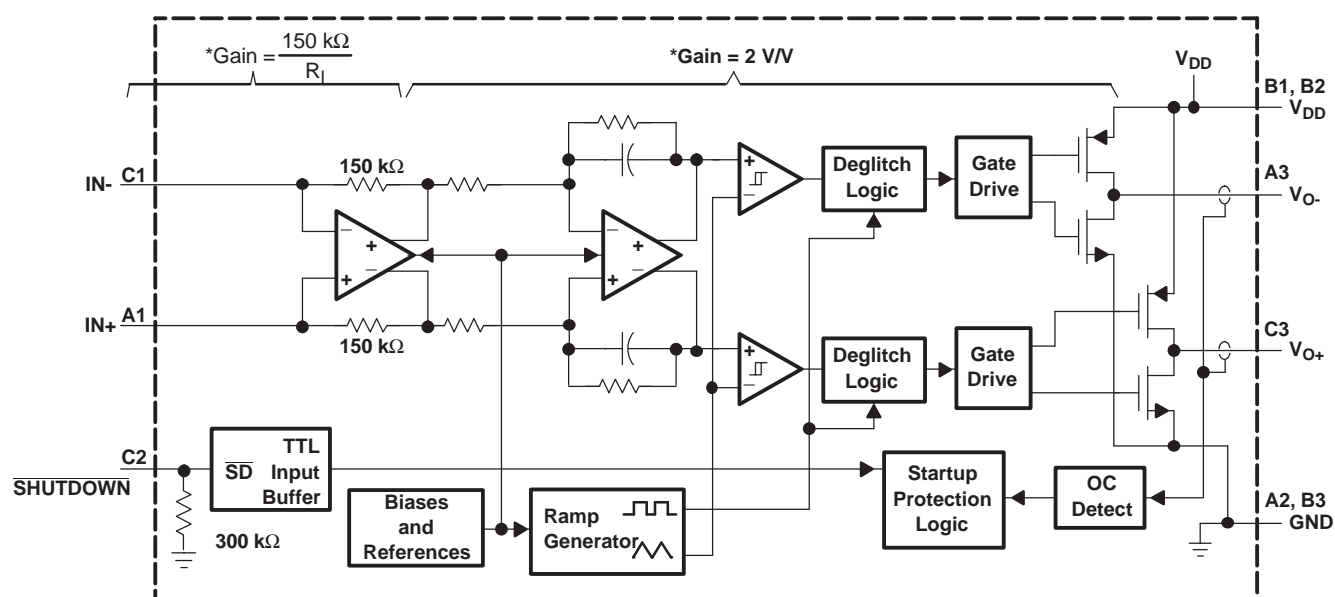 *Gain = 150 kΩ
R_I
*Gain = 2 V/V
V_DD
B1, B2
V_DD
IN- C1
150 kΩ
Deglitch
Logic
Gate
Drive
A3
V_O-
− + + −
− + + −
+ −
IN+ A1
150 kΩ
+ −
Deglitch
Logic
Gate
Drive
C3
V_O+
C2
S̅H̅U̅T̅D̅O̅W̅N̅
TTL
S̅D̅ Input
Buffer
300 kΩ
Biases
and
References
Ramp
Generator
Startup
Protection
Logic
OC
Detect
A2, B3
GND